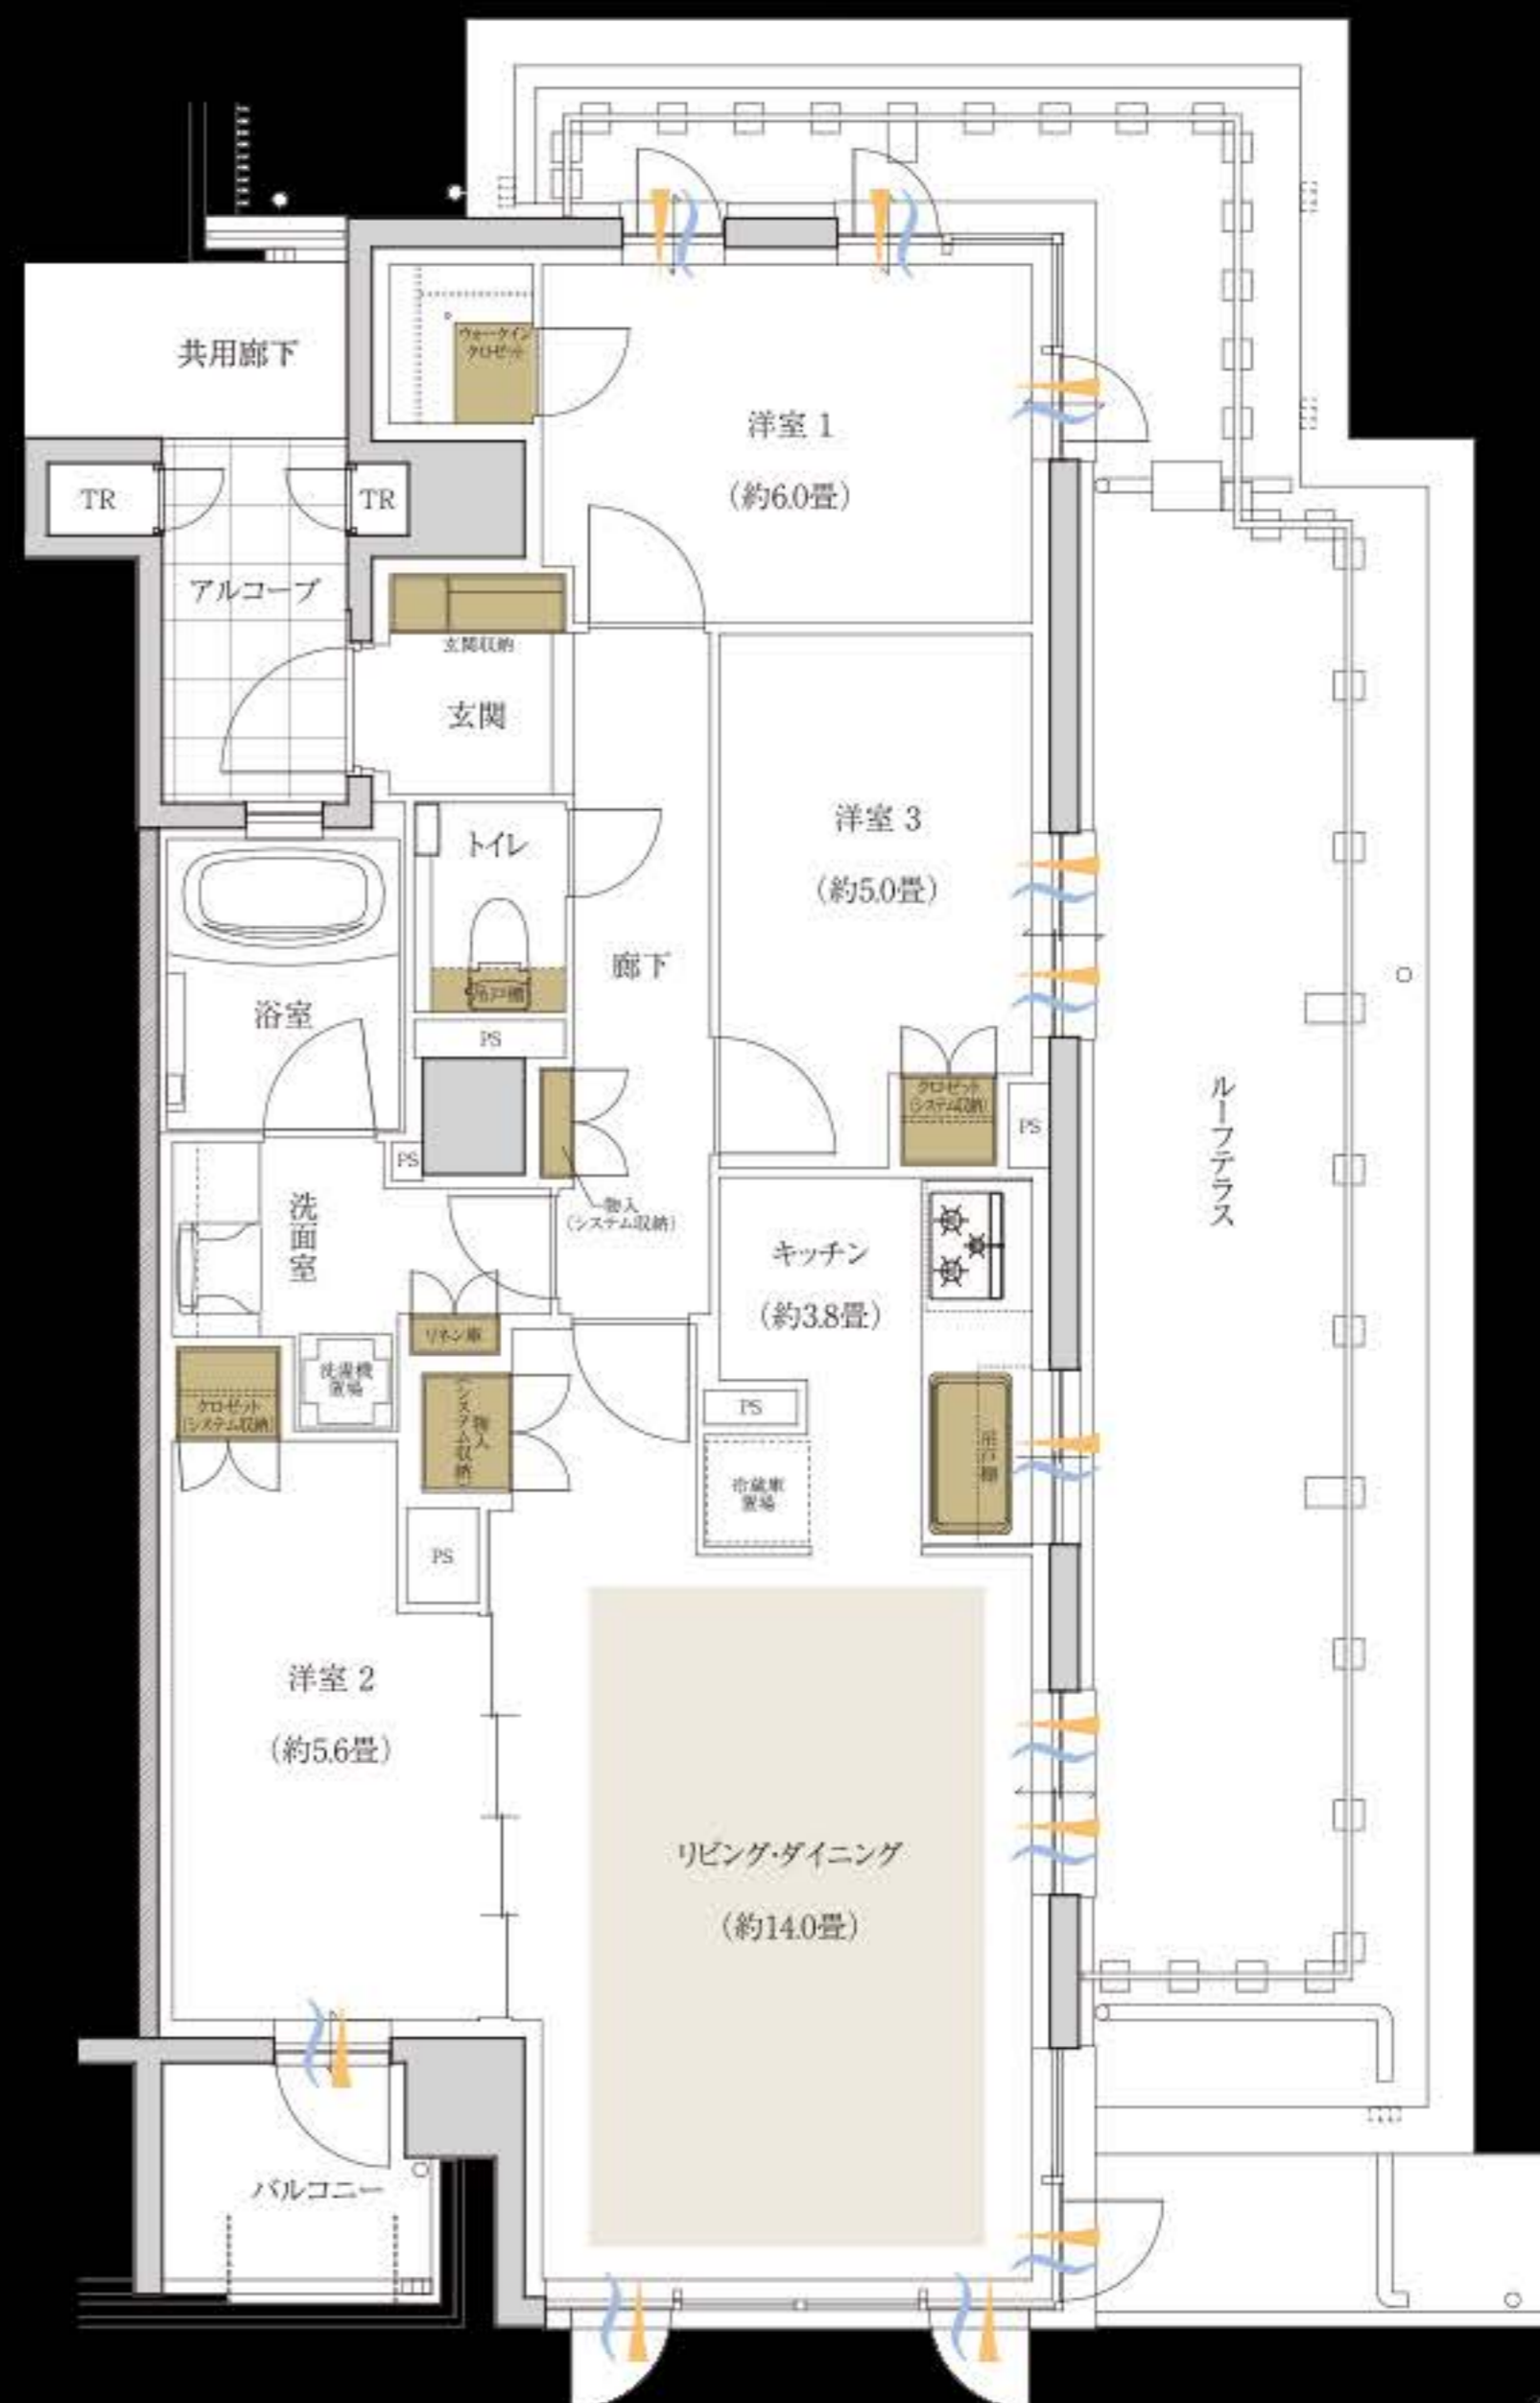 ウォークイン
クロゼット
共用廊下
洋室 1
(約6.0畳)
TR
TR
アルコーブ
玄関収納
玄関
洋室 3
(約5.0畳)
トイレ
吊戸棚
廊下
浴室
PS
クロゼット
(システム収納)
PS
PS
物入
(システム収納)
ルーフテラス
洗面室
キッチン
(約3.8畳)
リネン庫
洗濯機
置場
クロゼット
(システム収納)
物入
(システム収納)
PS
冷蔵庫
置場
吊戸棚
PS
洋室 2
(約5.6畳)
リビング・ダイニング
(約14.0畳)
バルコニー